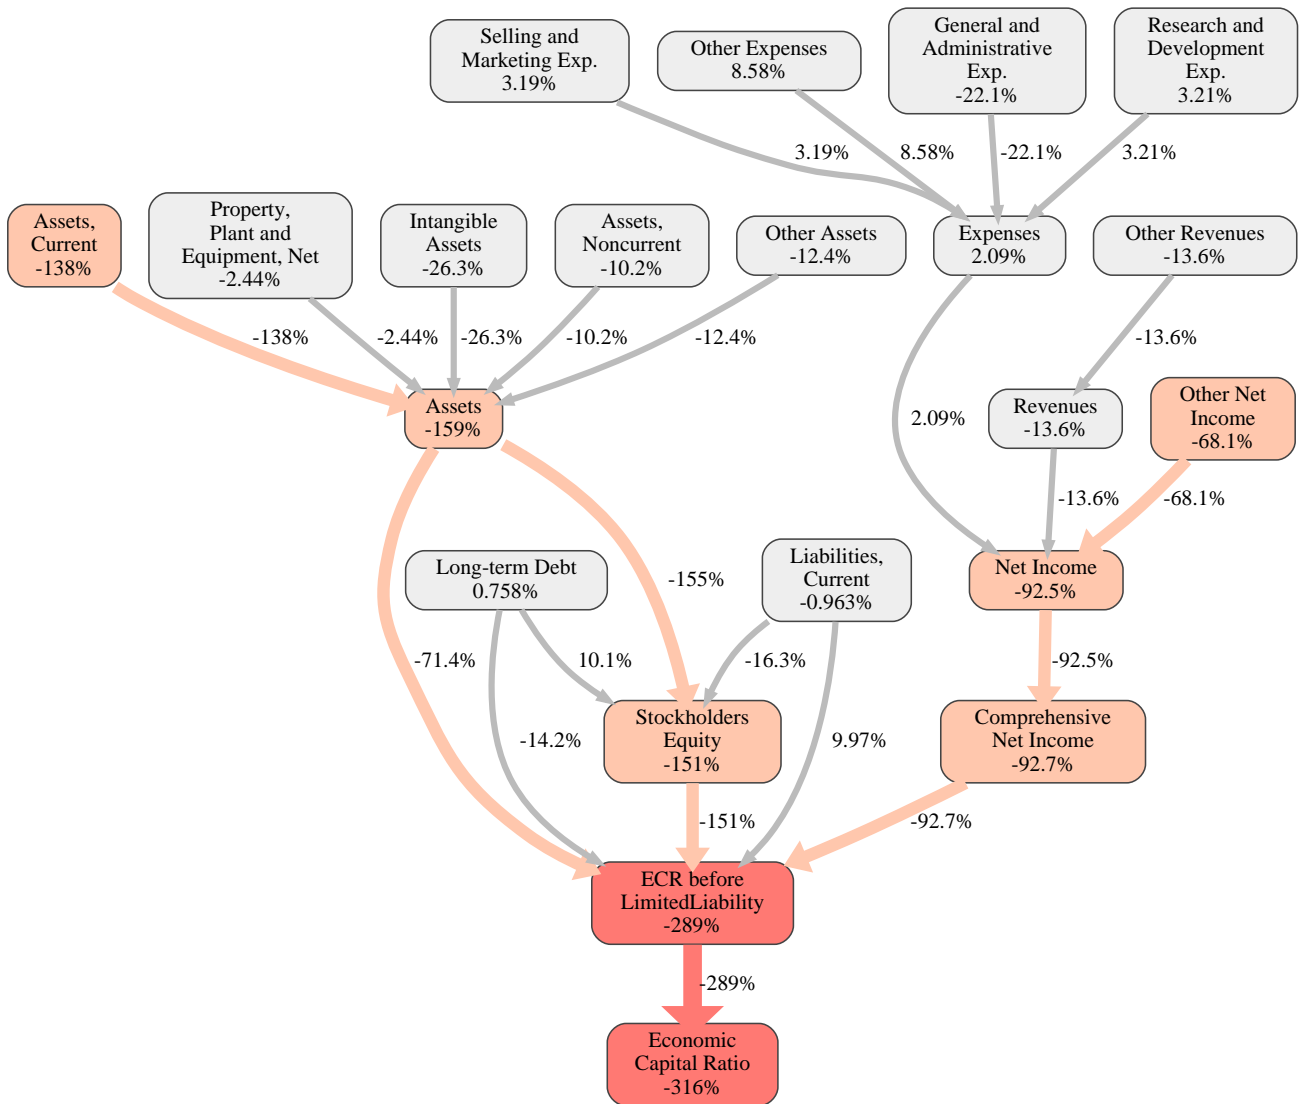 Selling and
Marketing Exp.
3.19%
Other Expenses
8.58%
General and
Administrative
Exp.
-22.1%
Research and
Development
Exp.
3.21%
3.19%
8.58%
-22.1%
3.21%
Assets,
Current
-138%
Property,
Plant and
Equipment, Net
-2.44%
Intangible
Assets
-26.3%
Assets,
Noncurrent
-10.2%
Other Assets
-12.4%
Expenses
2.09%
Other Revenues
-13.6%
-138%
-2.44%
-26.3%
-10.2%
-12.4%
-13.6%
Assets
-159%
2.09%
Revenues
-13.6%
Other Net
Income
-68.1%
-13.6%
-68.1%
Long-term Debt
0.758%
-155%
Liabilities,
Current
-0.963%
Net Income
-92.5%
-71.4%
10.1%
-16.3%
-92.5%
-14.2%
Stockholders
Equity
-151%
9.97%
Comprehensive
Net Income
-92.7%
-151%
-92.7%
ECR before
LimitedLiability
-289%
-289%
Economic
Capital Ratio
-316%